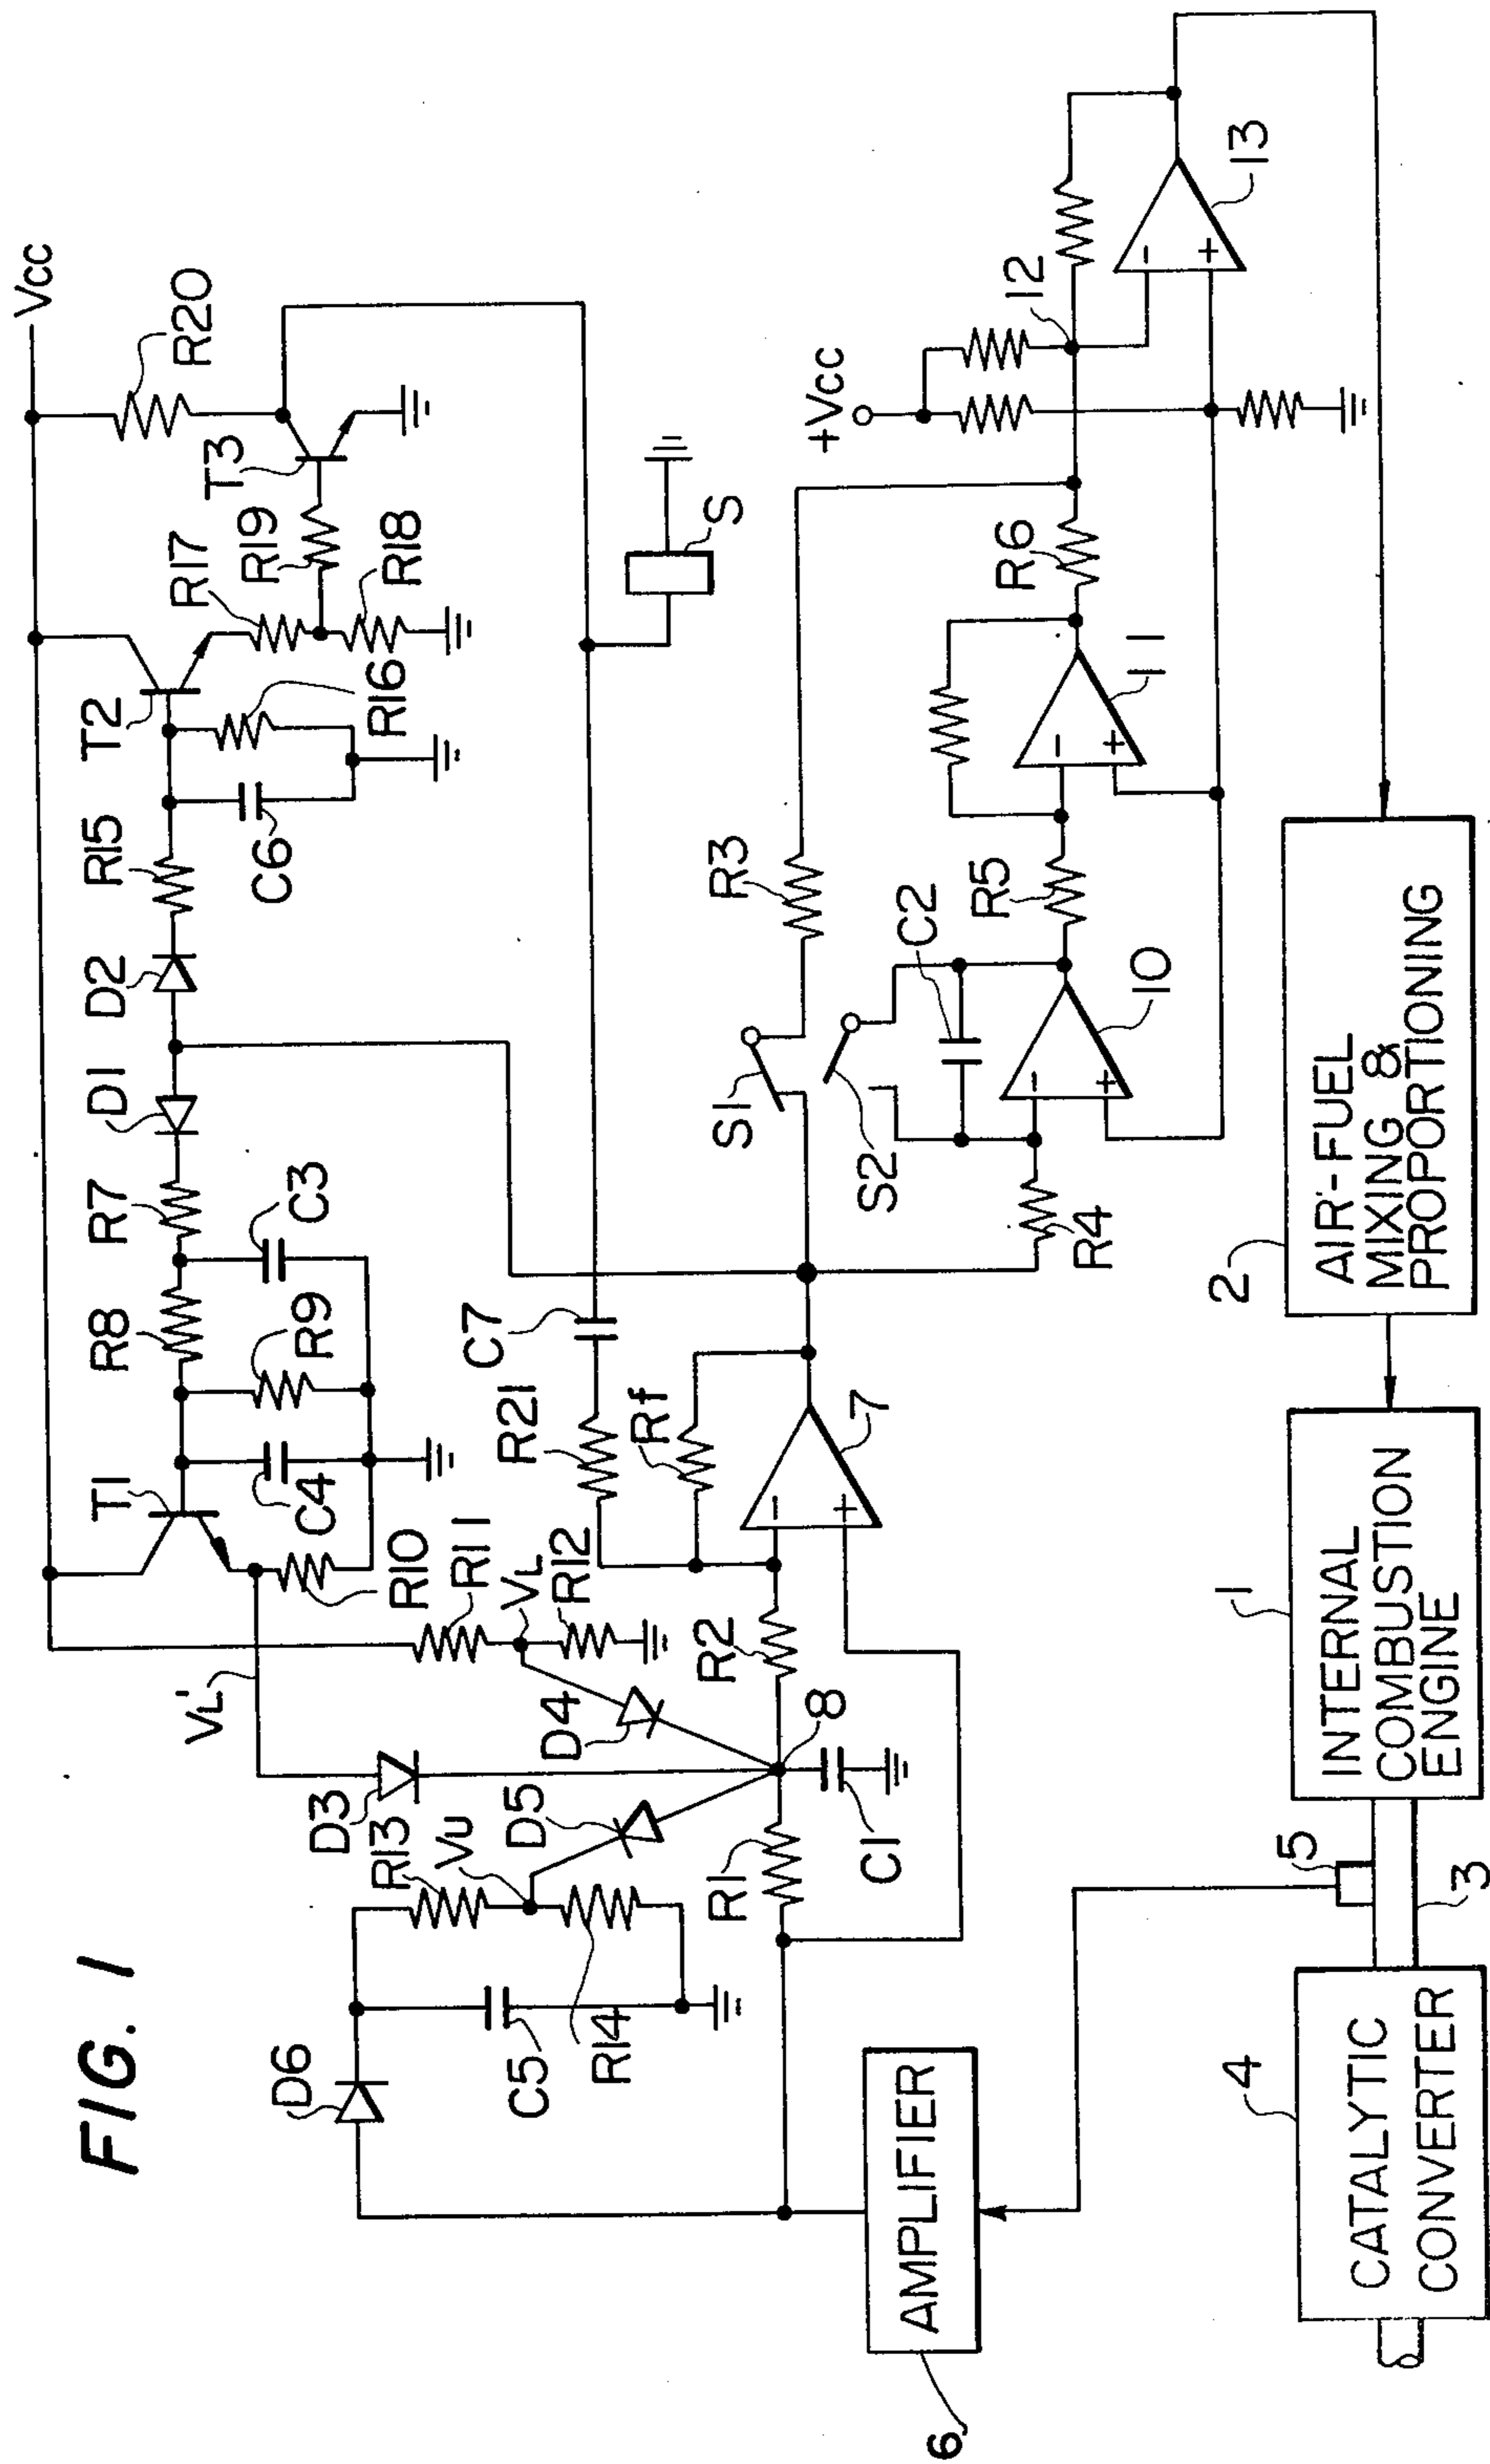 FIG. 1
Vcc
R20
T3
R19
R17
R18
T2
R16
R15
C6
D2
D1
R7
C3
R8
R9
T1
C4
R10
R11
VL
R12
VL'
D3
D4
R13
VU
D5
R14
C5
D6
R1
C1
8
R2
C7
R21
Rf
7
-
+
S
S1
S2
R3
C2
R4
10
-
+
R5
11
-
+
R6
+Vcc
12
13
-
+
AMPLIFIER
6
CATALYTIC
CONVERTER
4
5
3
INTERNAL
COMBUSTION
ENGINE
1
AIR-FUEL
MIXING &
PROPORTIONING
2